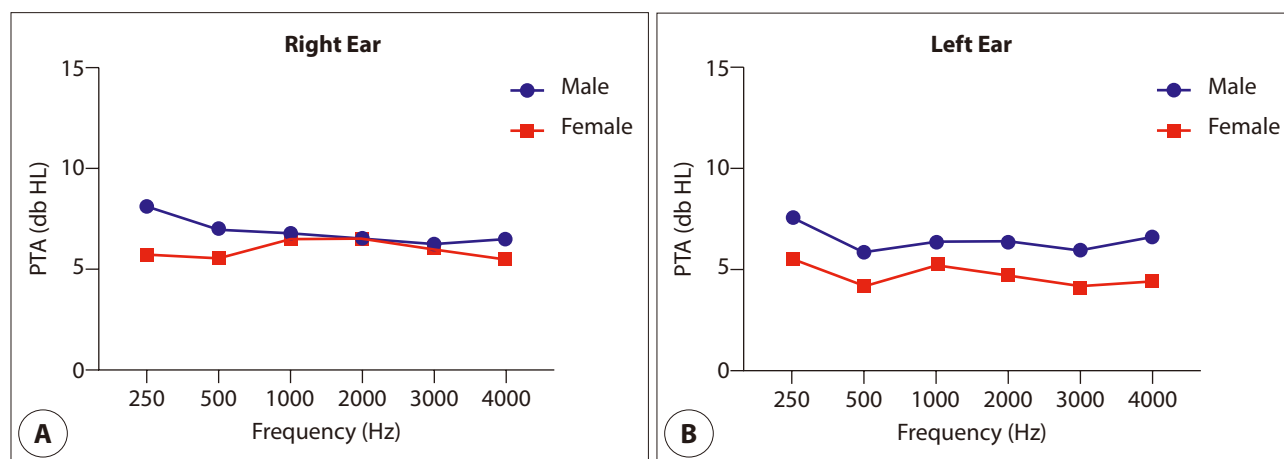 Right Ear
15
10
5
0
PTA (db HL)
Male
Female
250 500 1000 2000 3000 4000
Frequency (Hz)
A
Left Ear
15
10
5
0
PTA (db HL)
Male
Female
250 500 1000 2000 3000 4000
Frequency (Hz)
B